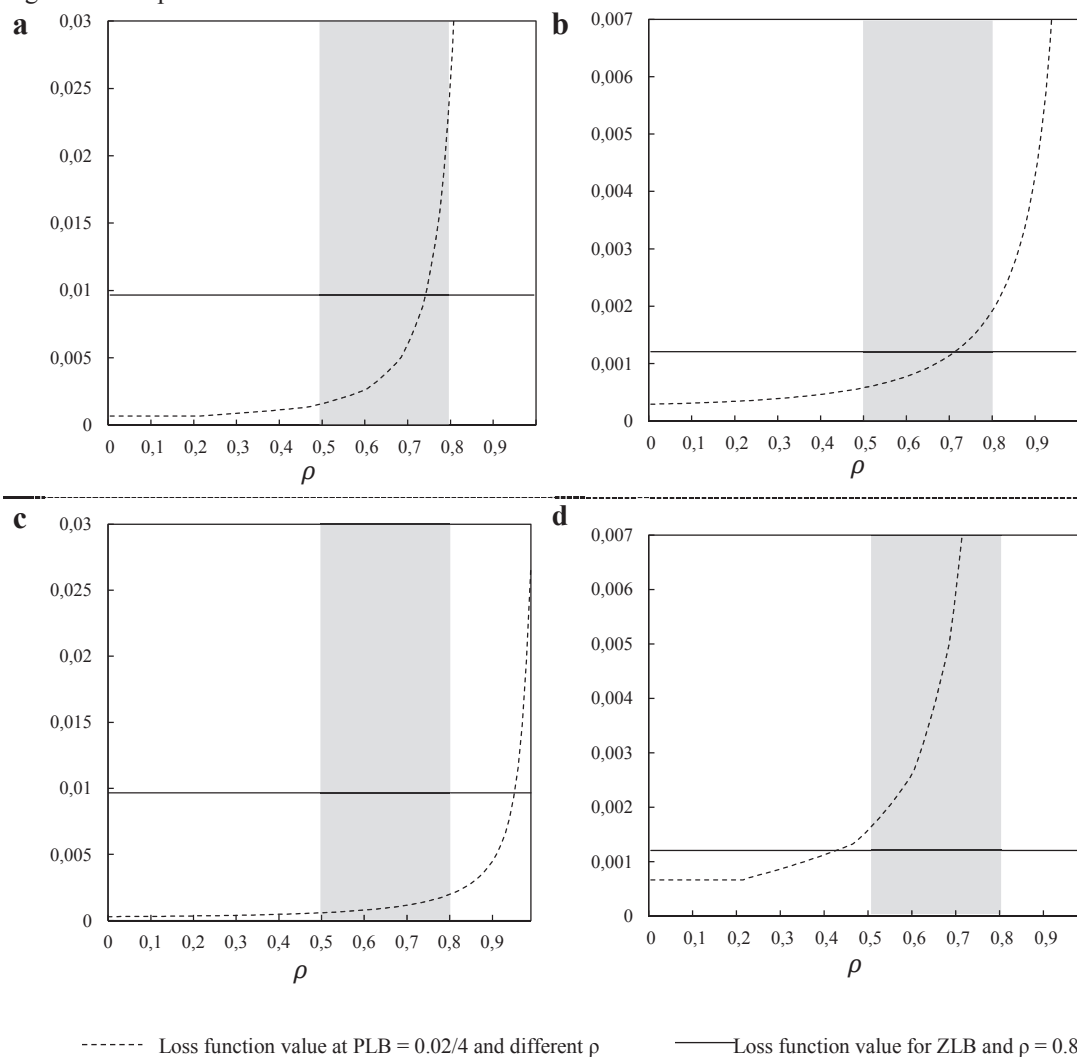 a
0,03
0,025
0,02
0,015
0,01
0,005
0
0 0,1 0,2 0,3 0,4 0,5 0,6 0,7 0,8 0,9
ρ
b
0,007
0,006
0,005
0,004
0,003
0,002
0,001
0
0 0,1 0,2 0,3 0,4 0,5 0,6 0,7 0,8 0,9
ρ
c
0,03
0,025
0,02
0,015
0,01
0,005
0
0 0,1 0,2 0,3 0,4 0,5 0,6 0,7 0,8 0,9
ρ
d
0,007
0,006
0,005
0,004
0,003
0,002
0,001
0
0 0,1 0,2 0,3 0,4 0,5 0,6 0,7 0,8 0,9
ρ
Loss function value at PLB = 0.02/4 and different ρ
Loss function value for ZLB and ρ = 0.8